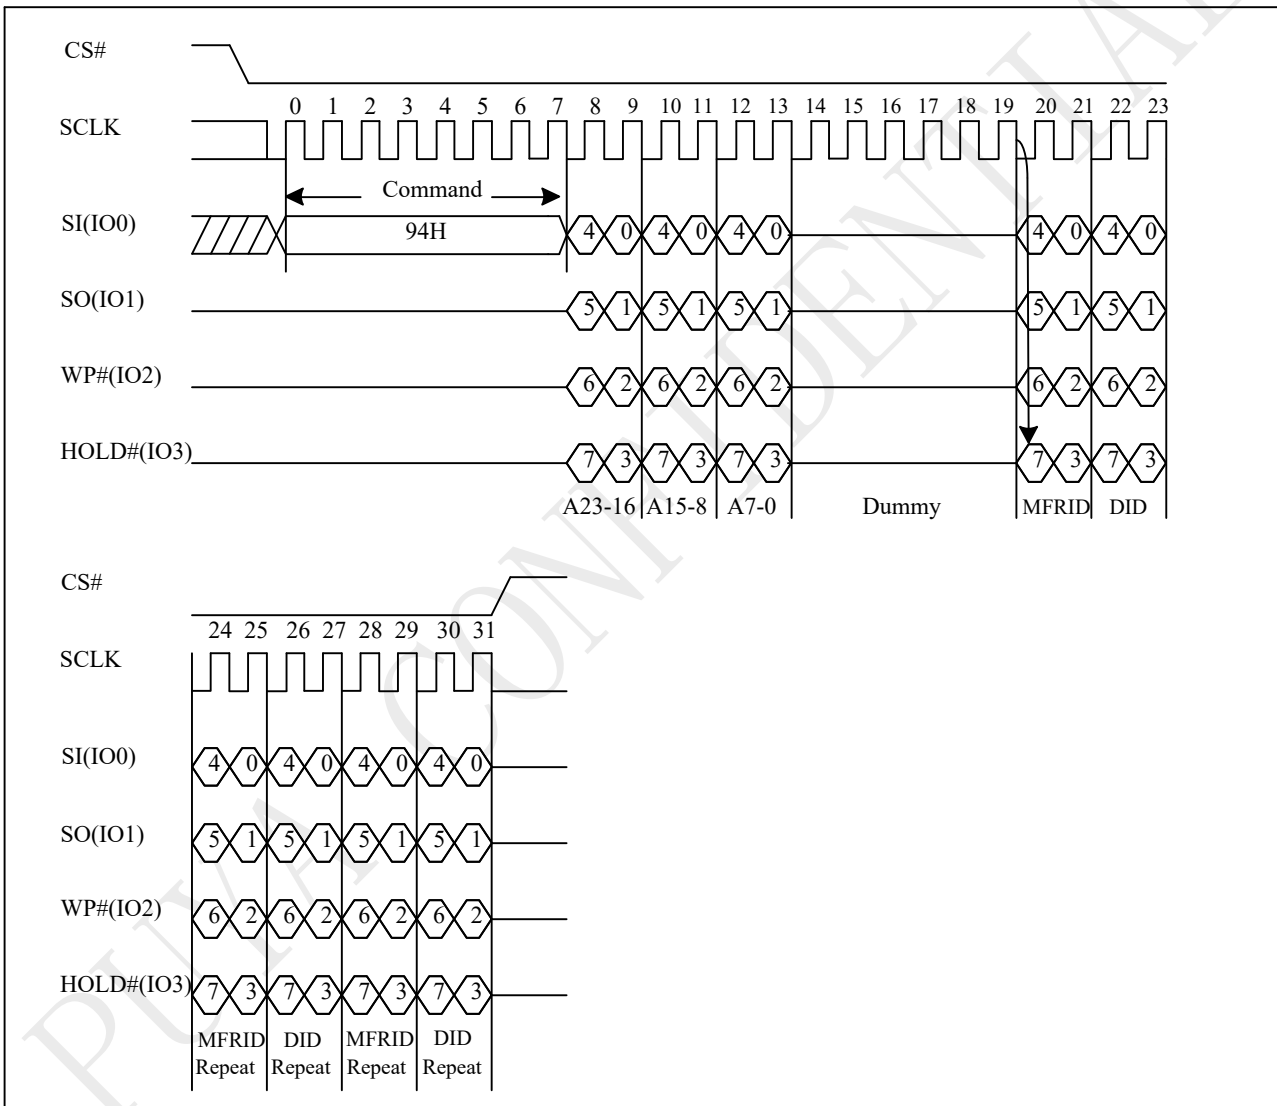 CS#
0 1 2 3 4 5 6 7 8 9 10 11 12 13 14 15 16 17 18 19 20 21 22 23
SCLK
Command
SI(IO0) 94H 4 0 4 0 4 0 4 0 4 0
SO(IO1) 5 1 5 1 5 1 5 1 5 1
WP#(IO2) 6 2 6 2 6 2 6 2 6 2
HOLD#(IO3) 7 3 7 3 7 3 7 3 7 3
A23-16 A15-8 A7-0 Dummy MFRID DID
CS#
24 25 26 27 28 29 30 31
SCLK
SI(IO0) 4 0 4 0 4 0 4 0
SO(IO1) 5 1 5 1 5 1 5 1
WP#(IO2) 6 2 6 2 6 2 6 2
HOLD#(IO3) 7 3 7 3 7 3 7 3
MFRID DID MFRID DID
Repeat Repeat Repeat Repeat
PUYA CONFIDENTIAL